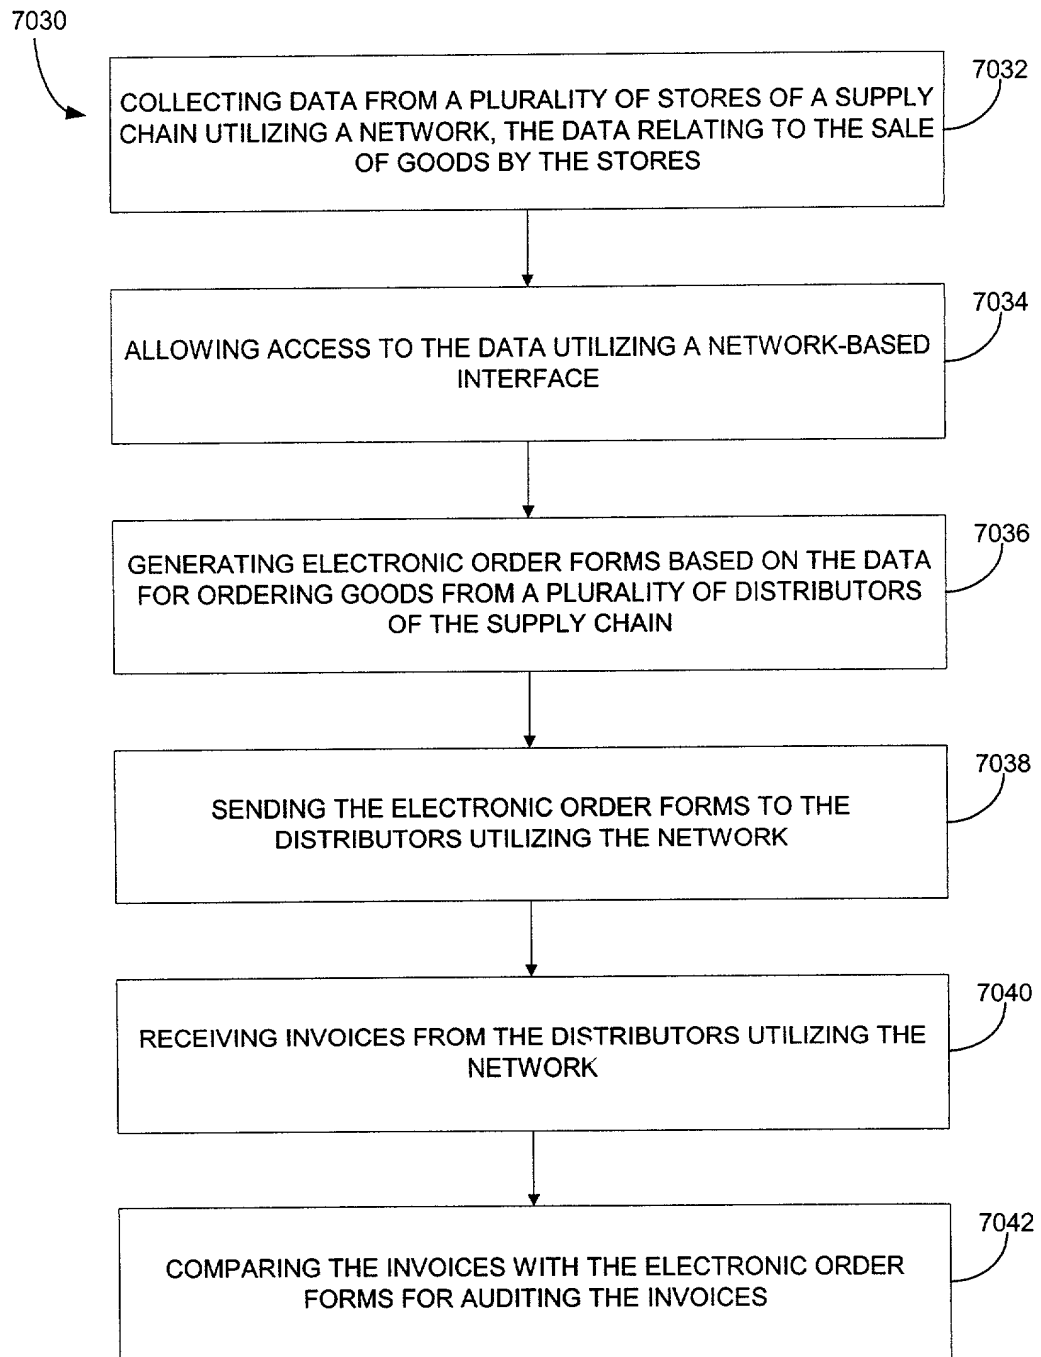 7030
7032
COLLECTING DATA FROM A PLURALITY OF STORES OF A SUPPLY
CHAIN UTILIZING A NETWORK, THE DATA RELATING TO THE SALE
OF GOODS BY THE STORES
7034
ALLOWING ACCESS TO THE DATA UTILIZING A NETWORK-BASED
INTERFACE
7036
GENERATING ELECTRONIC ORDER FORMS BASED ON THE DATA
FOR ORDERING GOODS FROM A PLURALITY OF DISTRIBUTORS
OF THE SUPPLY CHAIN
7038
SENDING THE ELECTRONIC ORDER FORMS TO THE
DISTRIBUTORS UTILIZING THE NETWORK
7040
RECEIVING INVOICES FROM THE DISTRIBUTORS UTILIZING THE
NETWORK
7042
COMPARING THE INVOICES WITH THE ELECTRONIC ORDER
FORMS FOR AUDITING THE INVOICES